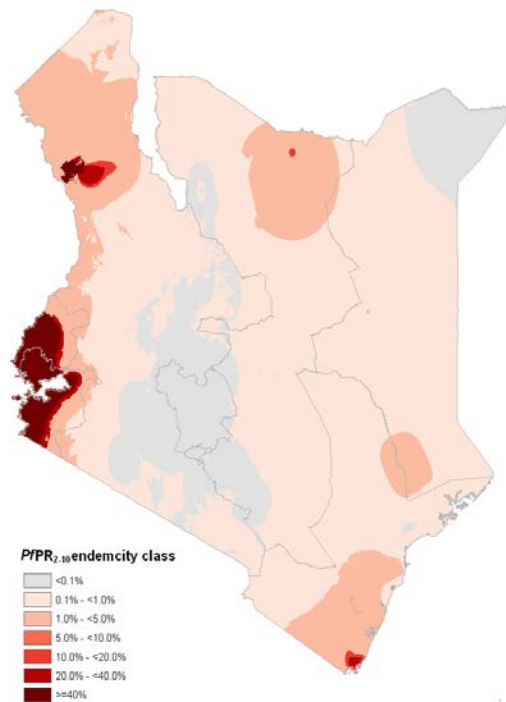 PfPR2-10 endemcity class
<0.1%
0.1% - <1.0%
1.0% - <5.0%
5.0% - <10.0%
10.0% - <20.0%
20.0% - <40.0%
>=40%